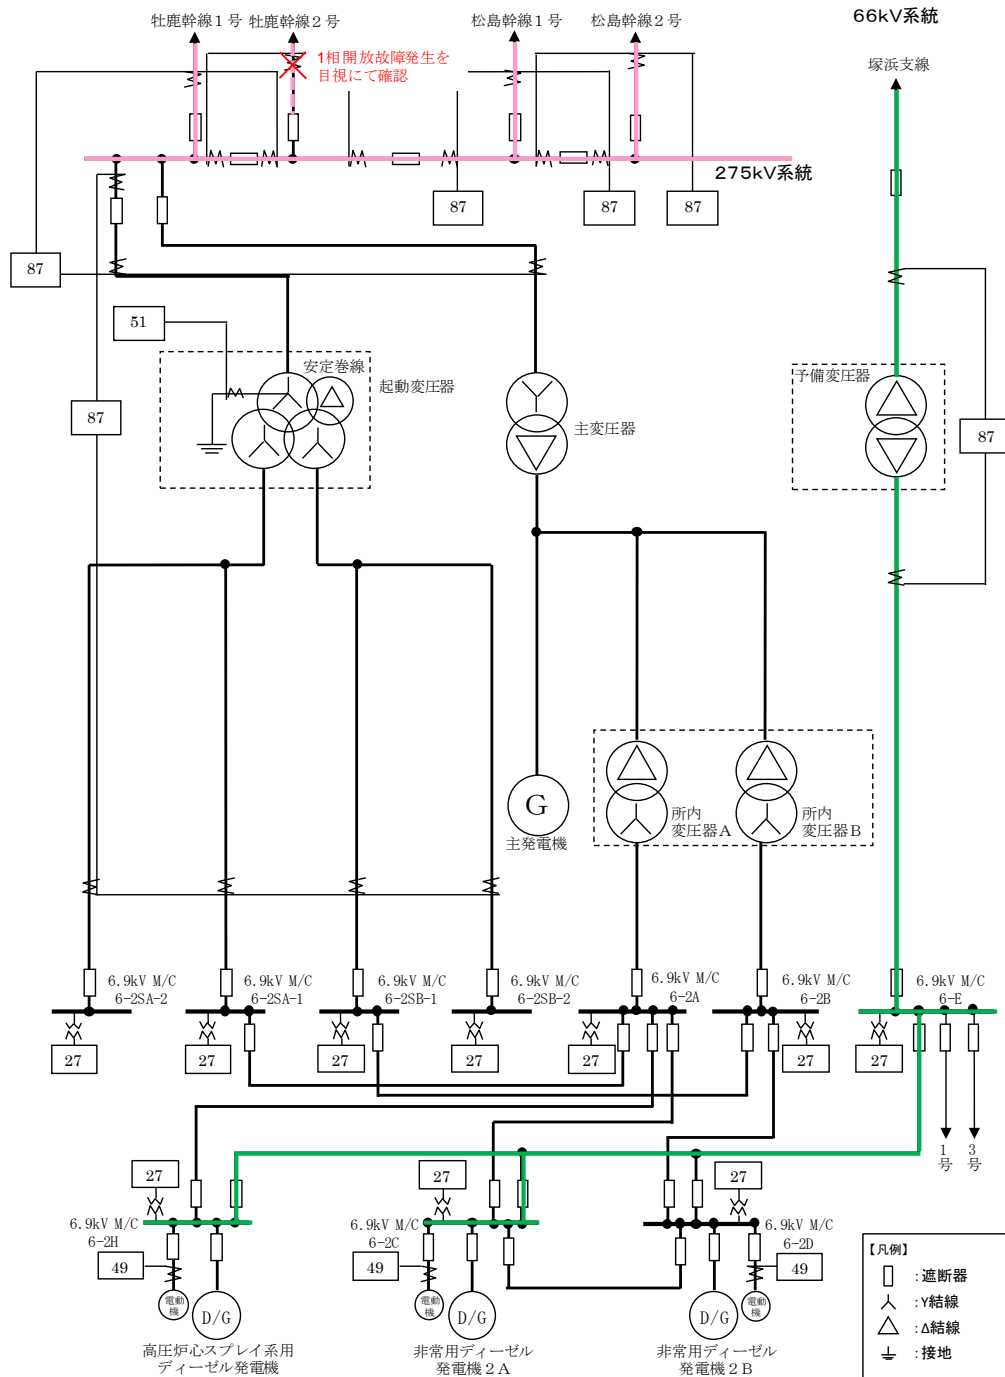 66kV系統
牡鹿幹線1号
牡鹿幹線2号
松島幹線1号
松島幹線2号
塚浜支線
1相開放故障発生を
目視にて確認
275kV系統
87
87
87
87
51
安定巻線
起動変圧器
87
主変圧器
予備変圧器
87
G
主発電機
所内
変圧器A
所内
変圧器B
6.9kV M/C
6-2SA-2
6.9kV M/C
6-2SA-1
6.9kV M/C
6-2SB-1
6.9kV M/C
6-2SB-2
6.9kV M/C
6-2A
6.9kV M/C
6-2B
6.9kV M/C
6-E
27
27
27
27
27
27
27
1
号
3
号
27
27
27
6.9kV M/C
6-2H
6.9kV M/C
6-2C
6.9kV M/C
6-2D
49
49
49
電動
機
D/G
電動
機
D/G
D/G
電動
機
高圧炉心スプレイ系用
ディーゼル発電機
非常用ディーゼル
発電機2A
非常用ディーゼル
発電機2B
【凡例】
:遮断器
:Y結線
:Δ結線
:接地